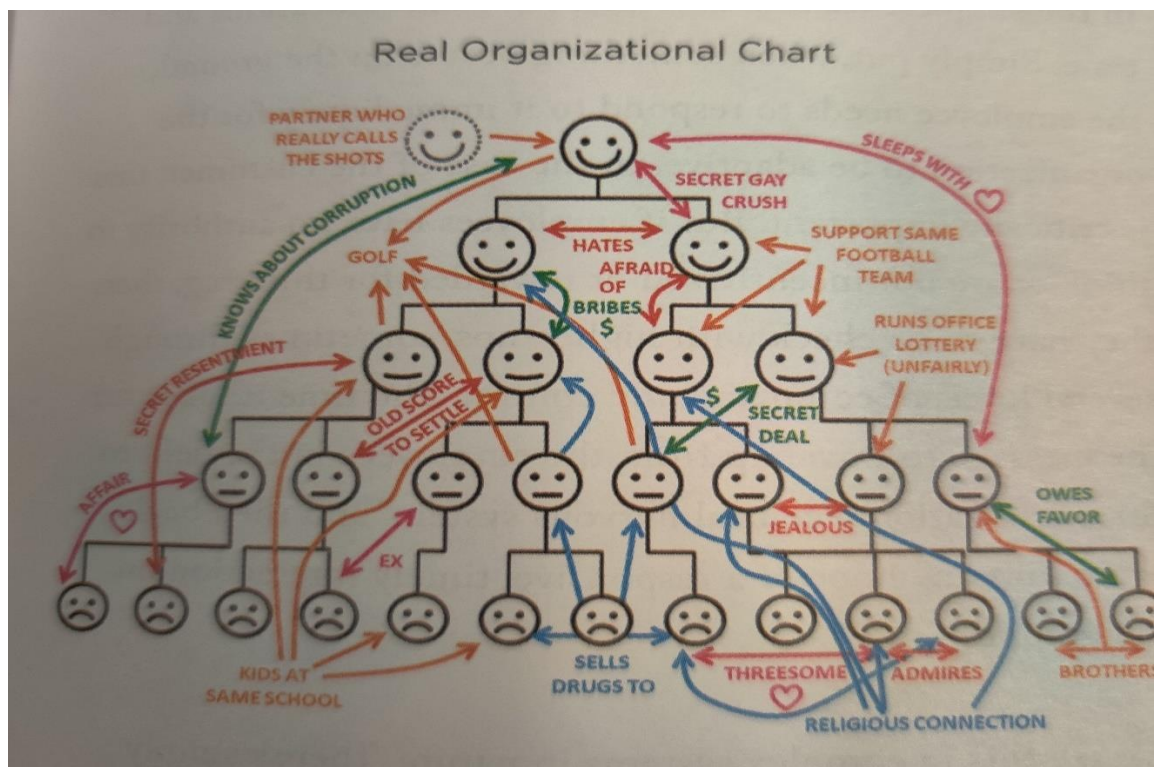 Real Organizational Chart
PARTNER WHO
REALLY CALLS
THE SHOTS
SLEEPS WITH
SECRET GAY
CRUSH
KNOWS ABOUT CORRUPTION
HATES
SUPPORT SAME
FOOTBALL
TEAM
GOLF
AFRAID
OF
BRIBES
$
RUNS OFFICE
LOTTERY
(UNFAIRLY)
SECRET RESENTMENT
OLD SCORE
TO SETTLE
$
SECRET
DEAL
AFFAIR
OWES
FAVOR
JEALOUS
EX
KIDS AT
SAME SCHOOL
SELLS
DRUGS TO
THREESOME
ADMIRES
BROTHERS
RELIGIOUS CONNECTION